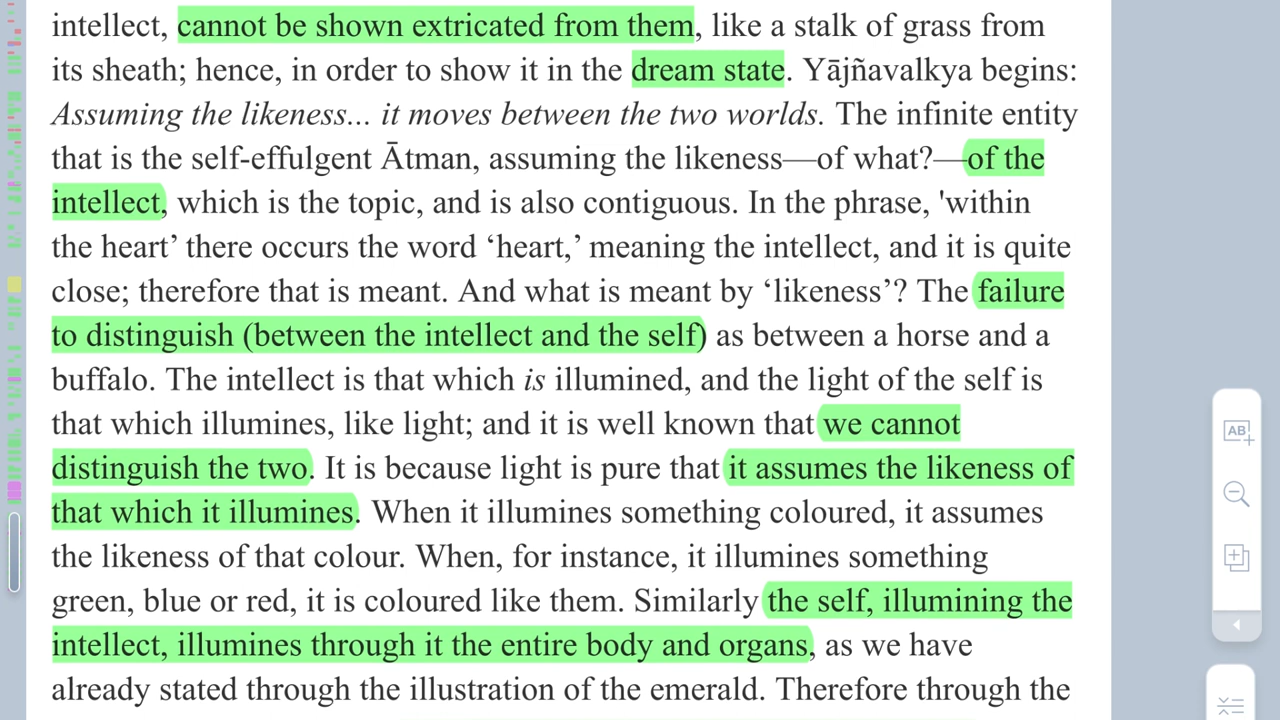 intellect, cannot be shown extricated from them, like a stalk of grass from
its sheath; hence, in order to show it in the dream state. Yājñavalkya begins:
Assuming the likeness... it moves between the two worlds. The infinite entity
that is the self-effulgent Ātman, assuming the likeness—of what?—of the
intellect, which is the topic, and is also contiguous. In the phrase, 'within
the heart’ there occurs the word ‘heart,’ meaning the intellect, and it is quite
close; therefore that is meant. And what is meant by ‘likeness’? The failure
to distinguish (between the intellect and the self) as between a horse and a
buffalo. The intellect is that which is illumined, and the light of the self is
that which illumines, like light; and it is well known that we cannot
distinguish the two. It is because light is pure that it assumes the likeness of
that which it illumines. When it illumines something coloured, it assumes
the likeness of that colour. When, for instance, it illumines something
green, blue or red, it is coloured like them. Similarly the self, illumining the
intellect, illumines through it the entire body and organs, as we have
already stated through the illustration of the emerald. Therefore through the
AB